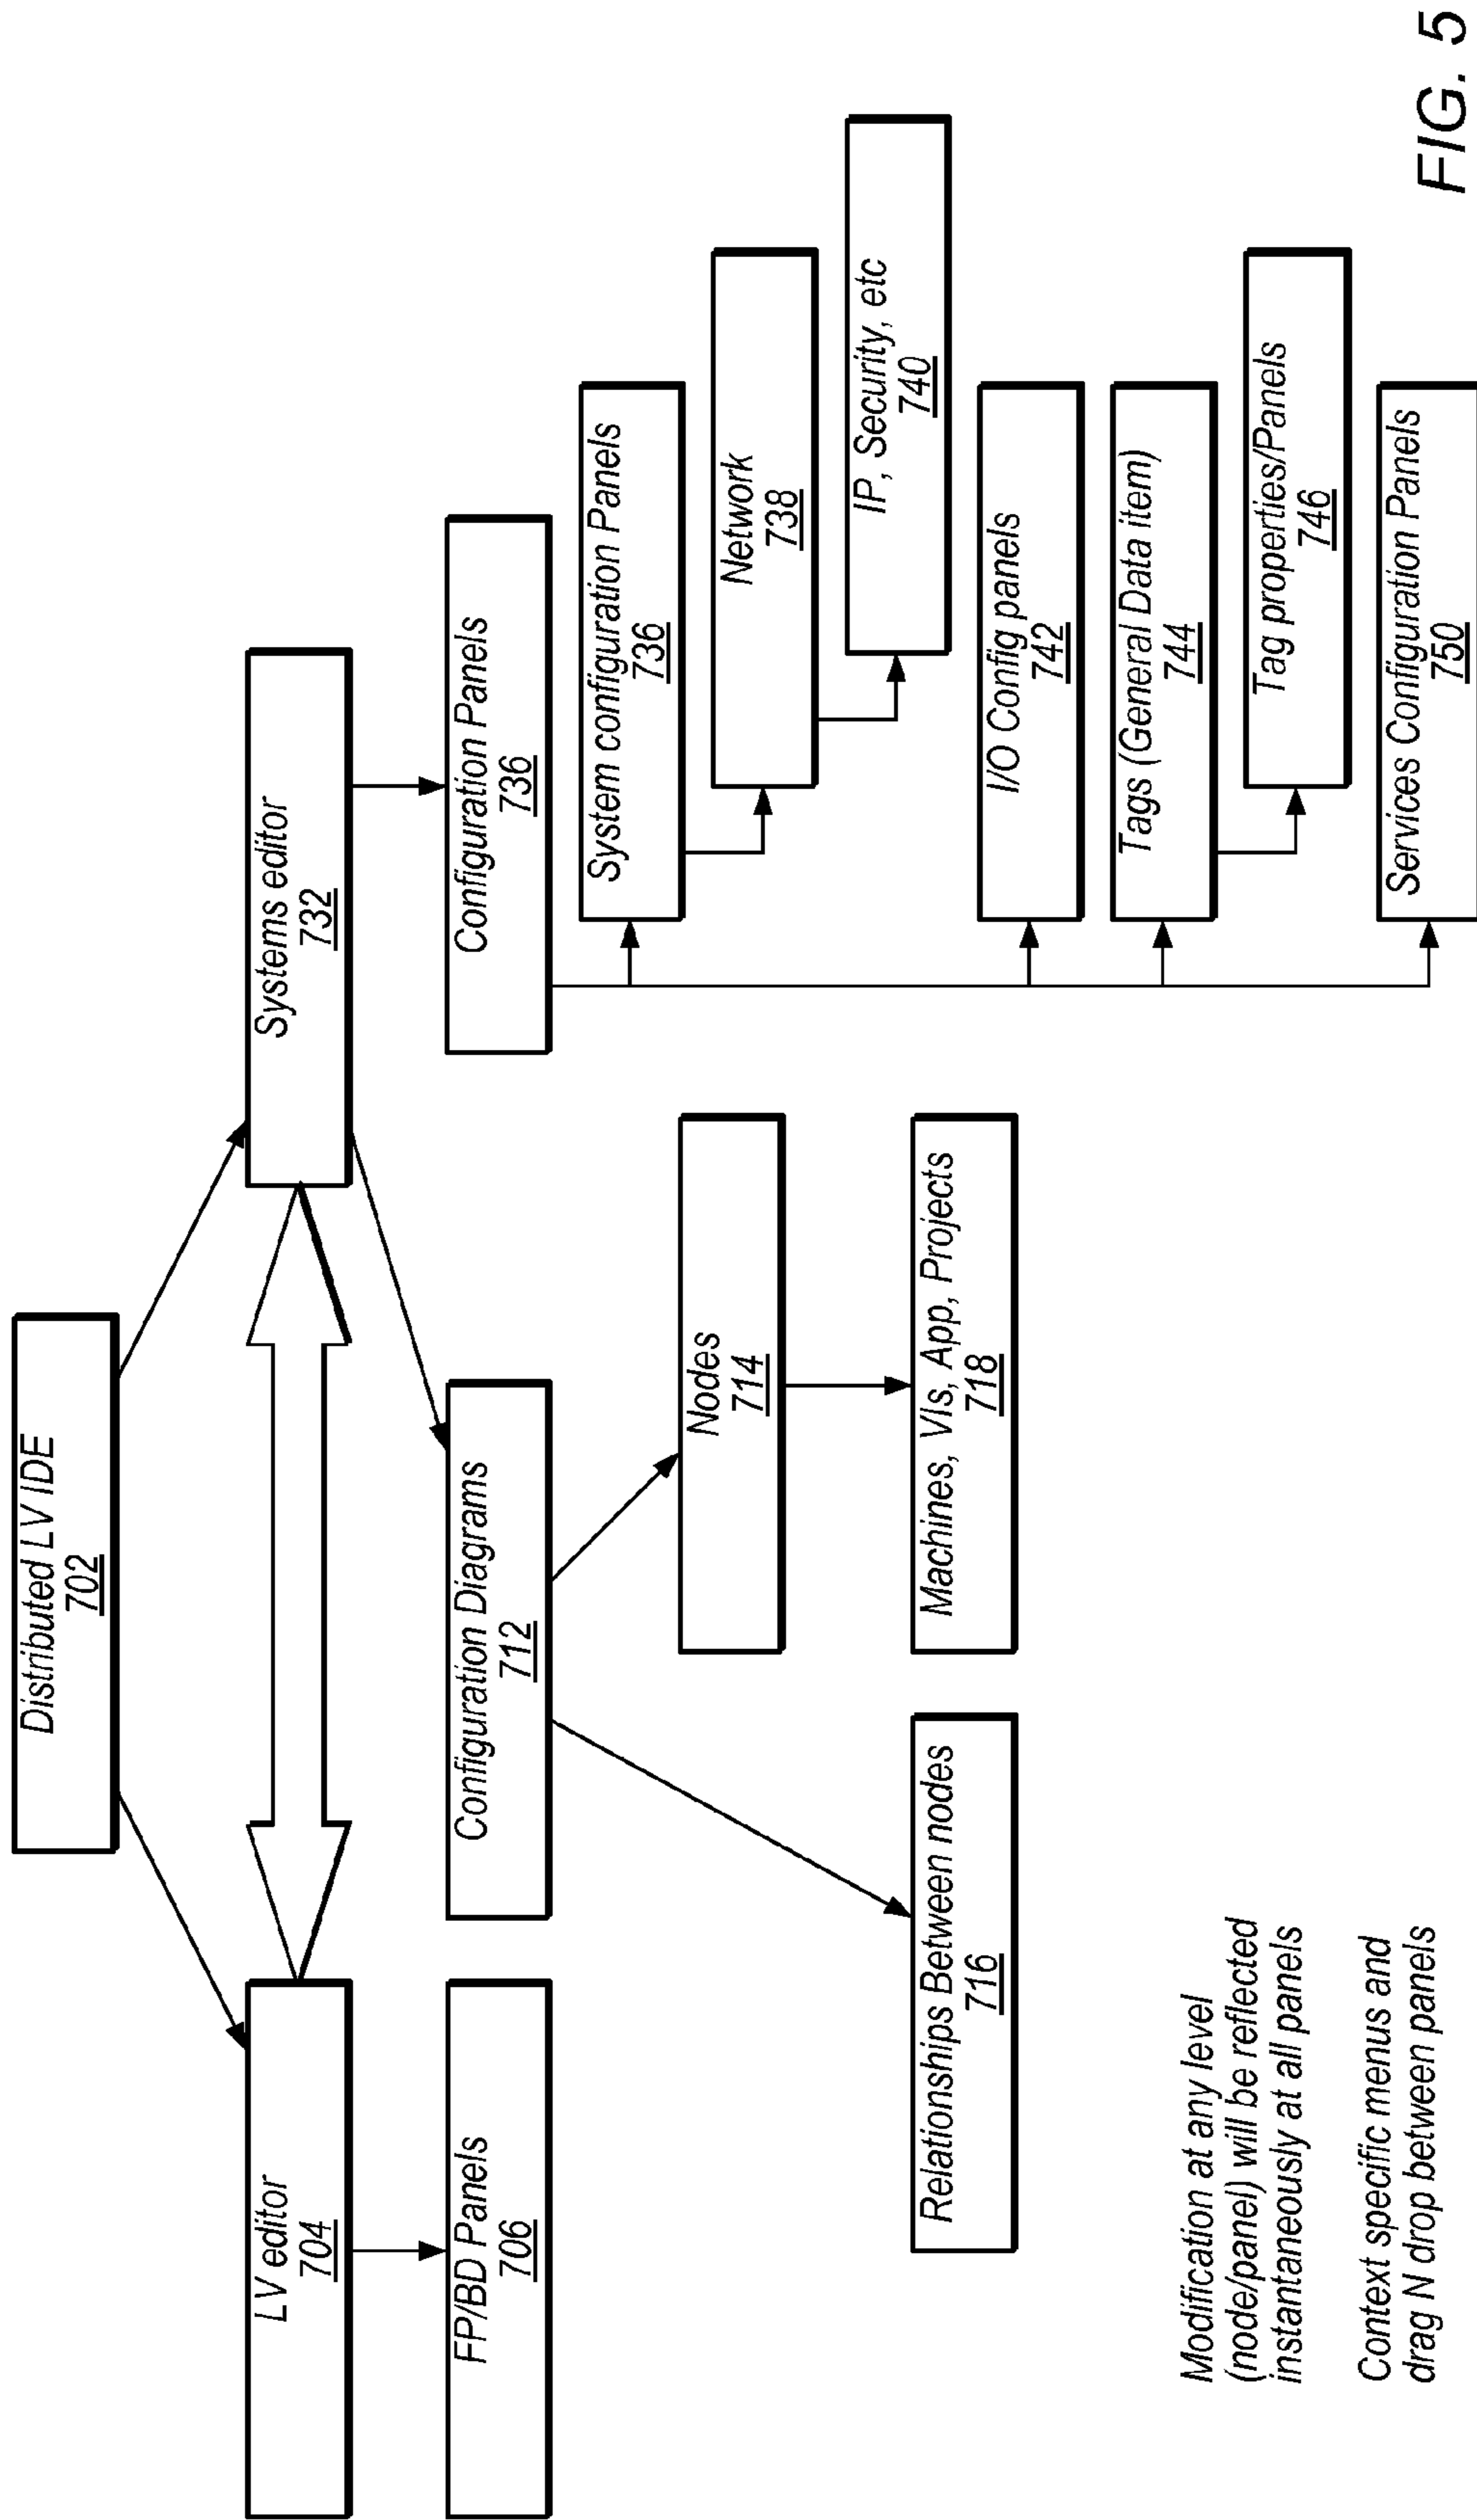 Distributed LV IDE
702
LV editor
704
Systems editor
732
FP/BD Panels
706
Configuration Diagrams
712
Configuration Panels
736
System configuration Panels
736
Nodes
714
Network
738
IP, Security, etc
740
Relationships Between nodes
716
Machines, VIs, App, Projects
718
I/O Config panels
742
Tags (General Data item)
744
Tag properties/Panels
746
Services Configuration Panels
750
Modification at any level
(node/panel) will be reflected
instantaneously at all panels
Context specific menus and
drag N drop between panels
FIG. 5